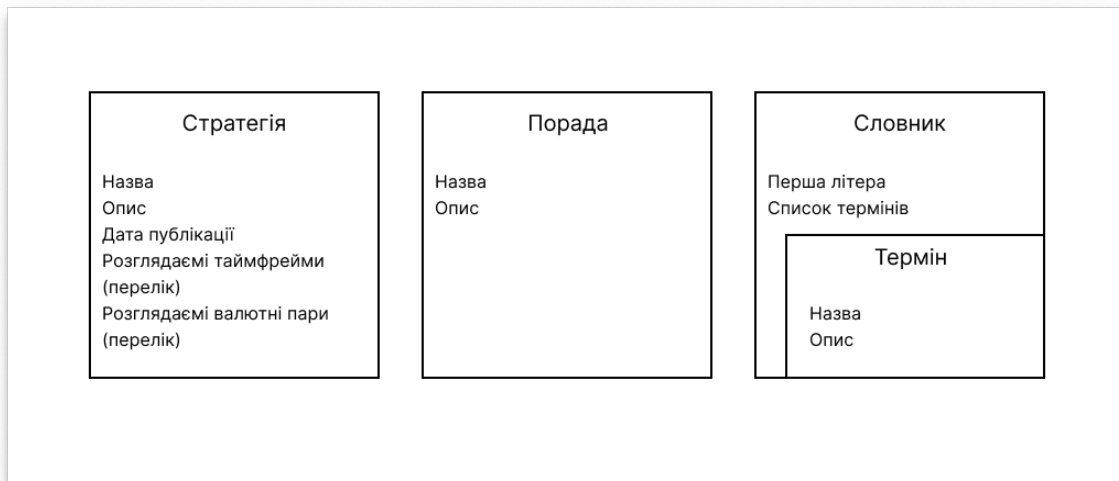 Стратегія
Назва
Опис
Дата публікації
Розглядаємі таймфрейми
(перелік)
Розглядаємі валютні пари
(перелік)
Порада
Назва
Опис
Словник
Перша літера
Список термінів
Термін
Назва
Опис